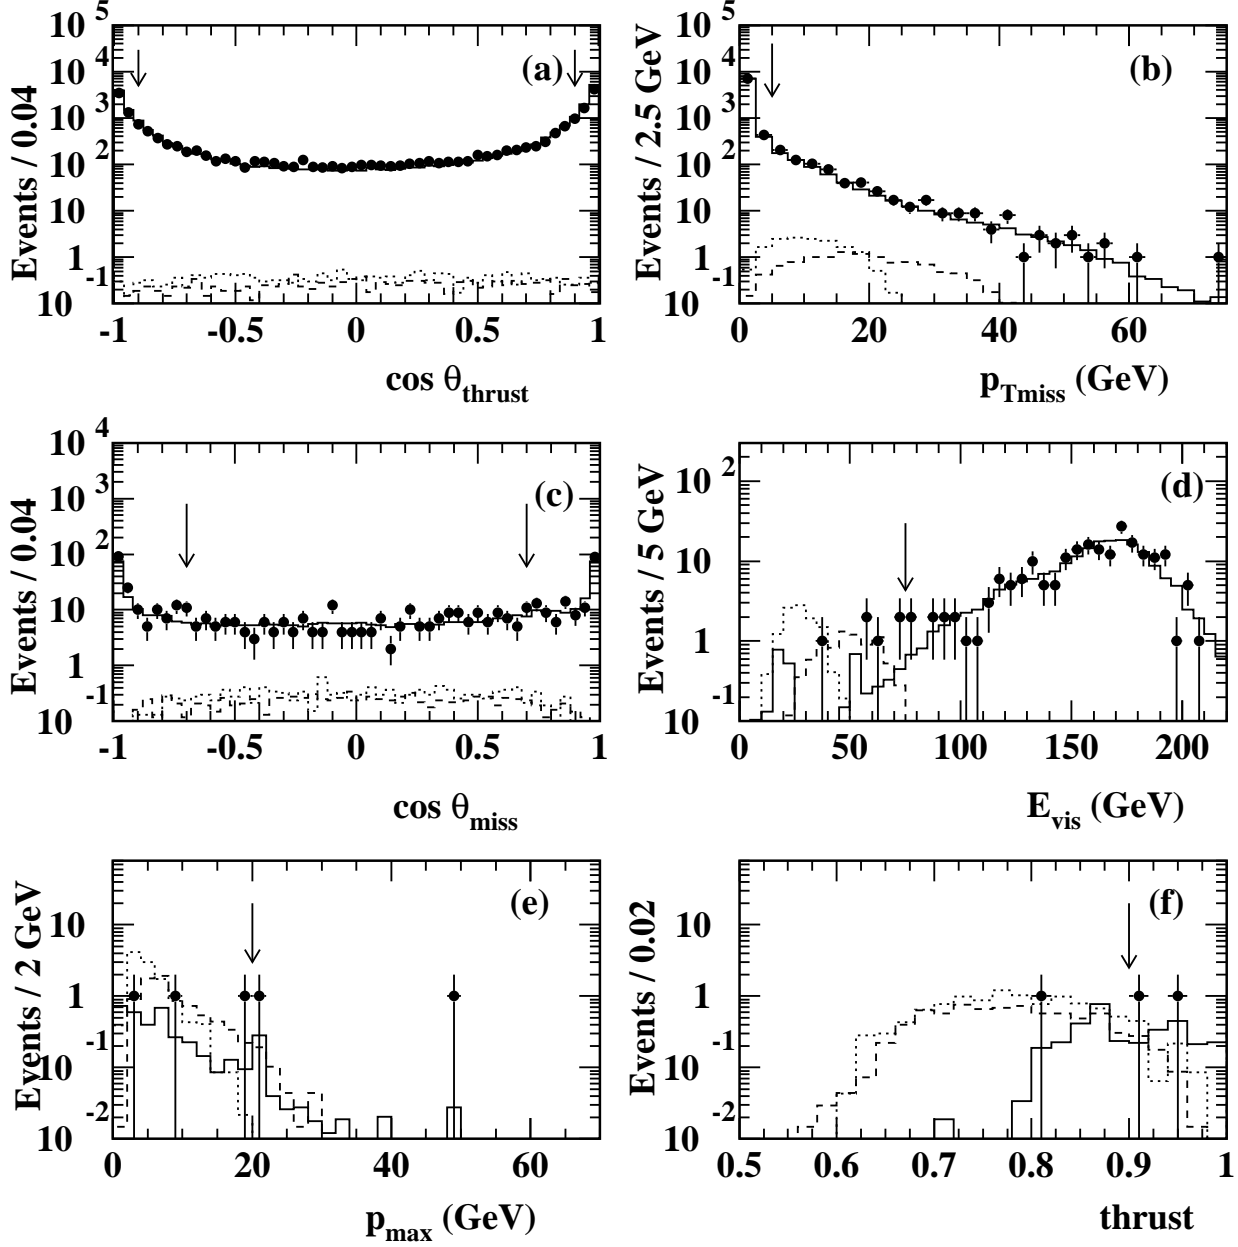 (a)
Events / 0.04
10 5
10 4
10 3
10 2
10
1
10 -1
-1 -0.5 0 0.5 1
cos θthrust
(b)
Events / 2.5 GeV
10 5
10 4
10 3
10 2
10
1
10 -1
0 20 40 60
pTmiss (GeV)
(c)
Events / 0.04
10 4
10 3
10 2
10
1
10 -1
-1 -0.5 0 0.5 1
cos θmiss
(d)
Events / 5 GeV
10 2
10
1
10 -1
0 50 100 150 200
Evis (GeV)
(e)
Events / 2 GeV
10
1
10 -1
10 -2
0 20 40 60
pmax (GeV)
(f)
Events / 0.02
10
1
10 -1
10 -2
0.5 0.6 0.7 0.8 0.9 1
thrust